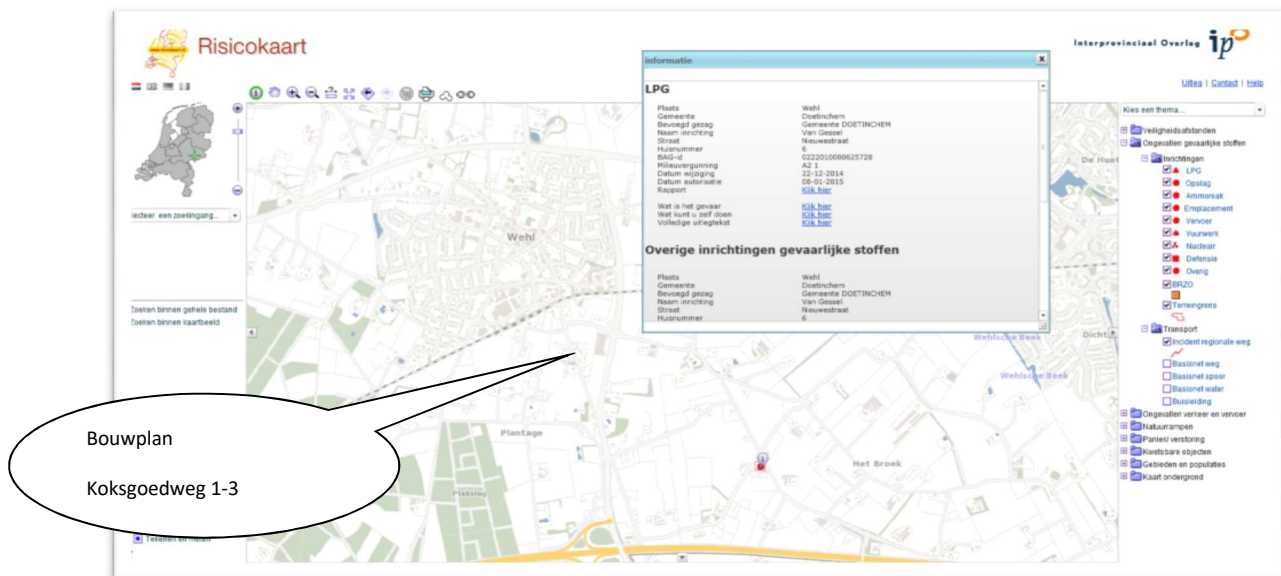 Risicokaart
Interprovinciaal Overleg ip
Uitleg | Contact | Help
informatie
x
LPG
Plaats Wehl
Gemeente Doetinchem
Bevoegd gezag Gemeente DOETINCHEM
Naam inrichting Van Gessel
Straat Nieuwestraat
Huisnummer 6
BAG-id 0222010000625728
Milieuvergunning A2 1
Datum wijziging 22-12-2014
Datum autorisatie 08-01-2015
Rapport Klik hier
Wat is het gevaar Klik hier
Wat kunt u zelf doen Klik hier
Volledige uitlegtekst Klik hier
Overige inrichtingen gevaarlijke stoffen
Plaats Wehl
Gemeente Doetinchem
Bevoegd gezag Gemeente DOETINCHEM
Naam inrichting Van Gessel
Straat Nieuwestraat
Huisnummer 6
Kies een thema...
Veiligheidsafstanden
Ongevallen gevaarlijke stoffen
Inrichtingen
LPG
Opslag
Ammoniak
Emplacement
Vervoer
Vuurwerk
Nucleair
Defensie
Overig
BRZO
Terreingrens
Transport
Incident regionale weg
Basisnet weg
Basisnet spoor
Basisnet water
Buisleiding
Ongevallen verkeer en vervoer
Natuurrampen
Paniek/ verstoring
Kwetsbare objecten
Gebieden en populaties
Kaart ondergrond
lecteer een zoekingang...
Zoeken binnen gehele bestand
Zoeken binnen kaartbeeld
De Huet
Wehl
Dicht
Wehlsche Beek
Wehlsche Beek
Plantage
Het Broek
Plakslag
Bouwplan
Koksgoedweg 1-3
Tekenen en meten